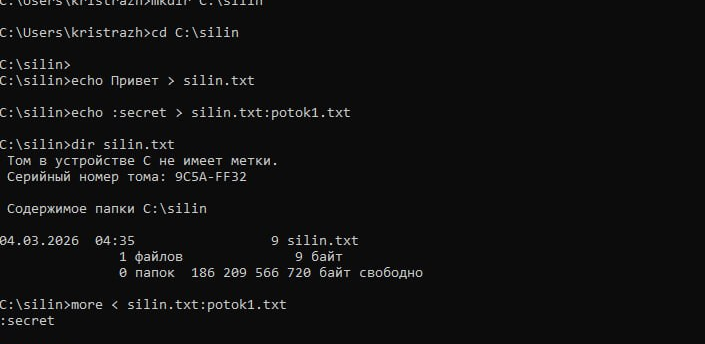 C:\Users\kristrazh>mkdir C:\silin
C:\Users\kristrazh>cd C:\silin
C:\silin>
C:\silin>echo Привет > silin.txt
C:\silin>echo :secret > silin.txt:potok1.txt
C:\silin>dir silin.txt
Том в устройстве C не имеет метки.
Серийный номер тома: 9C5A-FF32
Содержимое папки C:\silin
04.03.2026  04:35                 9 silin.txt
1 файлов              9 байт
0 папок  186 209 566 720 байт свободно
C:\silin>more < silin.txt:potok1.txt
:secret